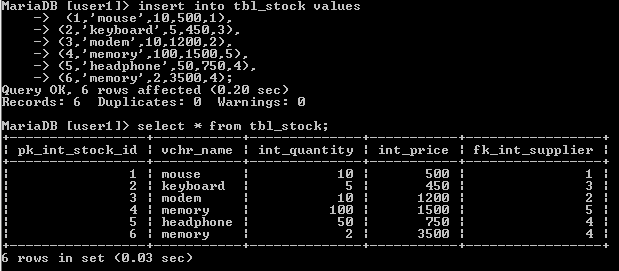 MariaDB [user1]> insert into tbl_stock values
    ->  (1,'mouse',10,500,1),
    -> (2,'keyboard',5,450,3),
    -> (3,'modem',10,1200,2),
    -> (4,'memory',100,1500,5),
    -> (5,'headphone',50,750,4),
    -> (6,'memory',2,3500,4);
Query OK, 6 rows affected (0.20 sec)
Records: 6  Duplicates: 0  Warnings: 0
MariaDB [user1]> select * from tbl_stock;
+-----------------+-----------+--------------+-----------+-----------------+
| pk_int_stock_id | vchr_name | int_quantity | int_price | fk_int_supplier |
+-----------------+-----------+--------------+-----------+-----------------+
|               1 | mouse     |           10 |       500 |               1 |
|               2 | keyboard  |            5 |       450 |               3 |
|               3 | modem     |           10 |      1200 |               2 |
|               4 | memory    |          100 |      1500 |               5 |
|               5 | headphone |           50 |       750 |               4 |
|               6 | memory    |            2 |      3500 |               4 |
+-----------------+-----------+--------------+-----------+-----------------+
6 rows in set (0.03 sec)